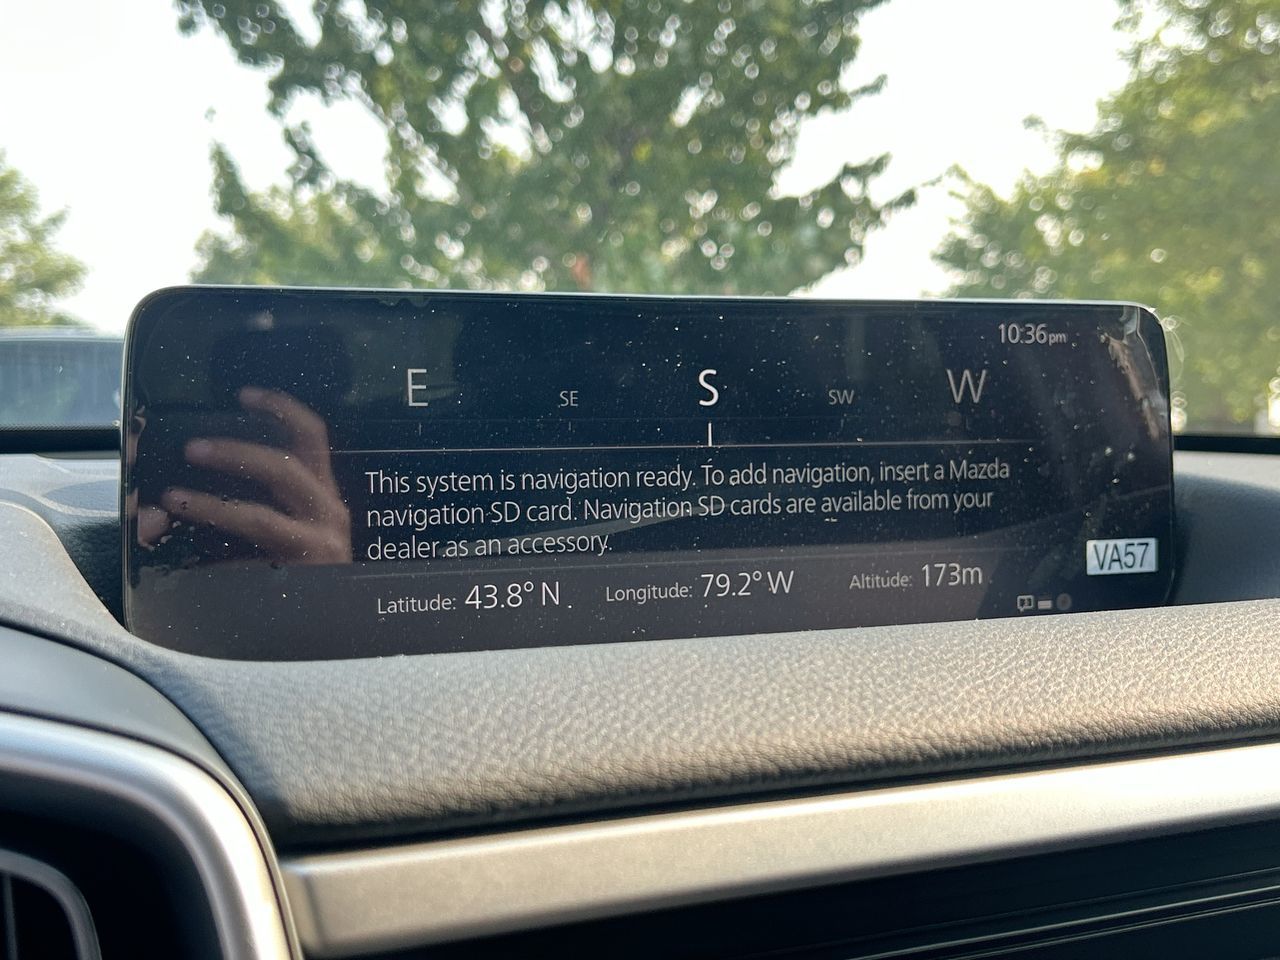 10:36pm
E SE S SW W
This system is navigation ready. To add navigation, insert a Mazda
navigation SD card. Navigation SD cards are available from your
dealer as an accessory.
VA57
Latitude: 43.8° N Longitude: 79.2° W Altitude: 173m